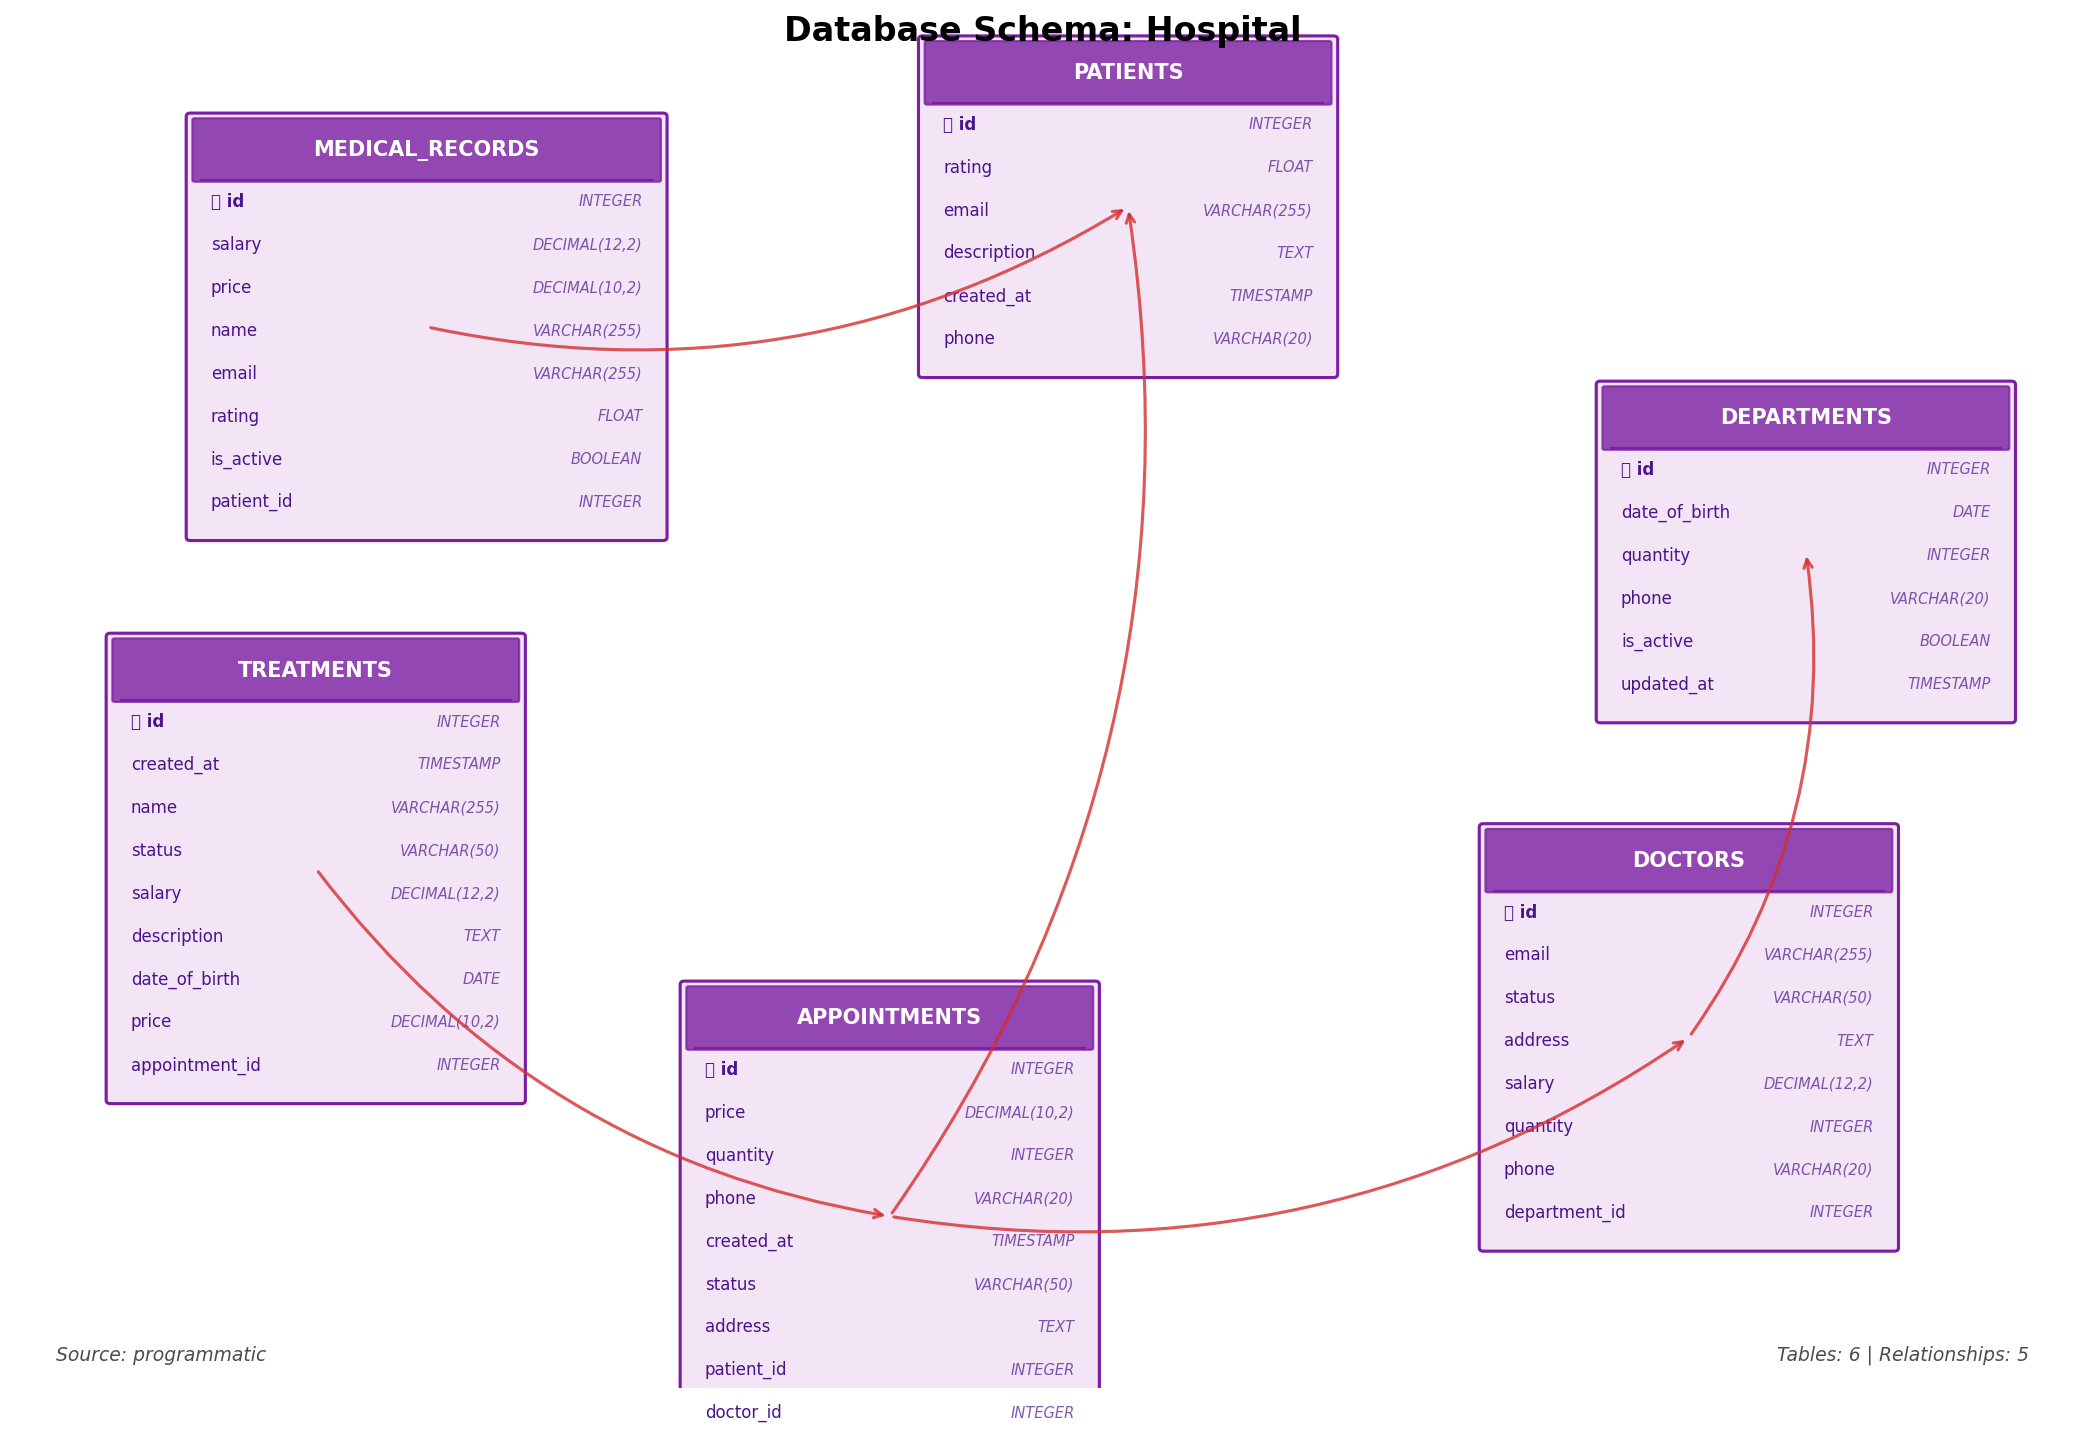 Database Schema: Hospital
PATIENTS
id INTEGER
rating FLOAT
email VARCHAR(255)
description TEXT
created_at TIMESTAMP
phone VARCHAR(20)
MEDICAL_RECORDS
id INTEGER
salary DECIMAL(12,2)
price DECIMAL(10,2)
name VARCHAR(255)
email VARCHAR(255)
rating FLOAT
is_active BOOLEAN
patient_id INTEGER
DEPARTMENTS
id INTEGER
date_of_birth DATE
quantity INTEGER
phone VARCHAR(20)
is_active BOOLEAN
updated_at TIMESTAMP
TREATMENTS
id INTEGER
created_at TIMESTAMP
name VARCHAR(255)
status VARCHAR(50)
salary DECIMAL(12,2)
description TEXT
date_of_birth DATE
price DECIMAL(10,2)
appointment_id INTEGER
DOCTORS
id INTEGER
email VARCHAR(255)
status VARCHAR(50)
address TEXT
salary DECIMAL(12,2)
quantity INTEGER
phone VARCHAR(20)
department_id INTEGER
APPOINTMENTS
id INTEGER
price DECIMAL(10,2)
quantity INTEGER
phone VARCHAR(20)
created_at TIMESTAMP
status VARCHAR(50)
address TEXT
patient_id INTEGER
doctor_id INTEGER
Source: programmatic
Tables: 6 | Relationships: 5